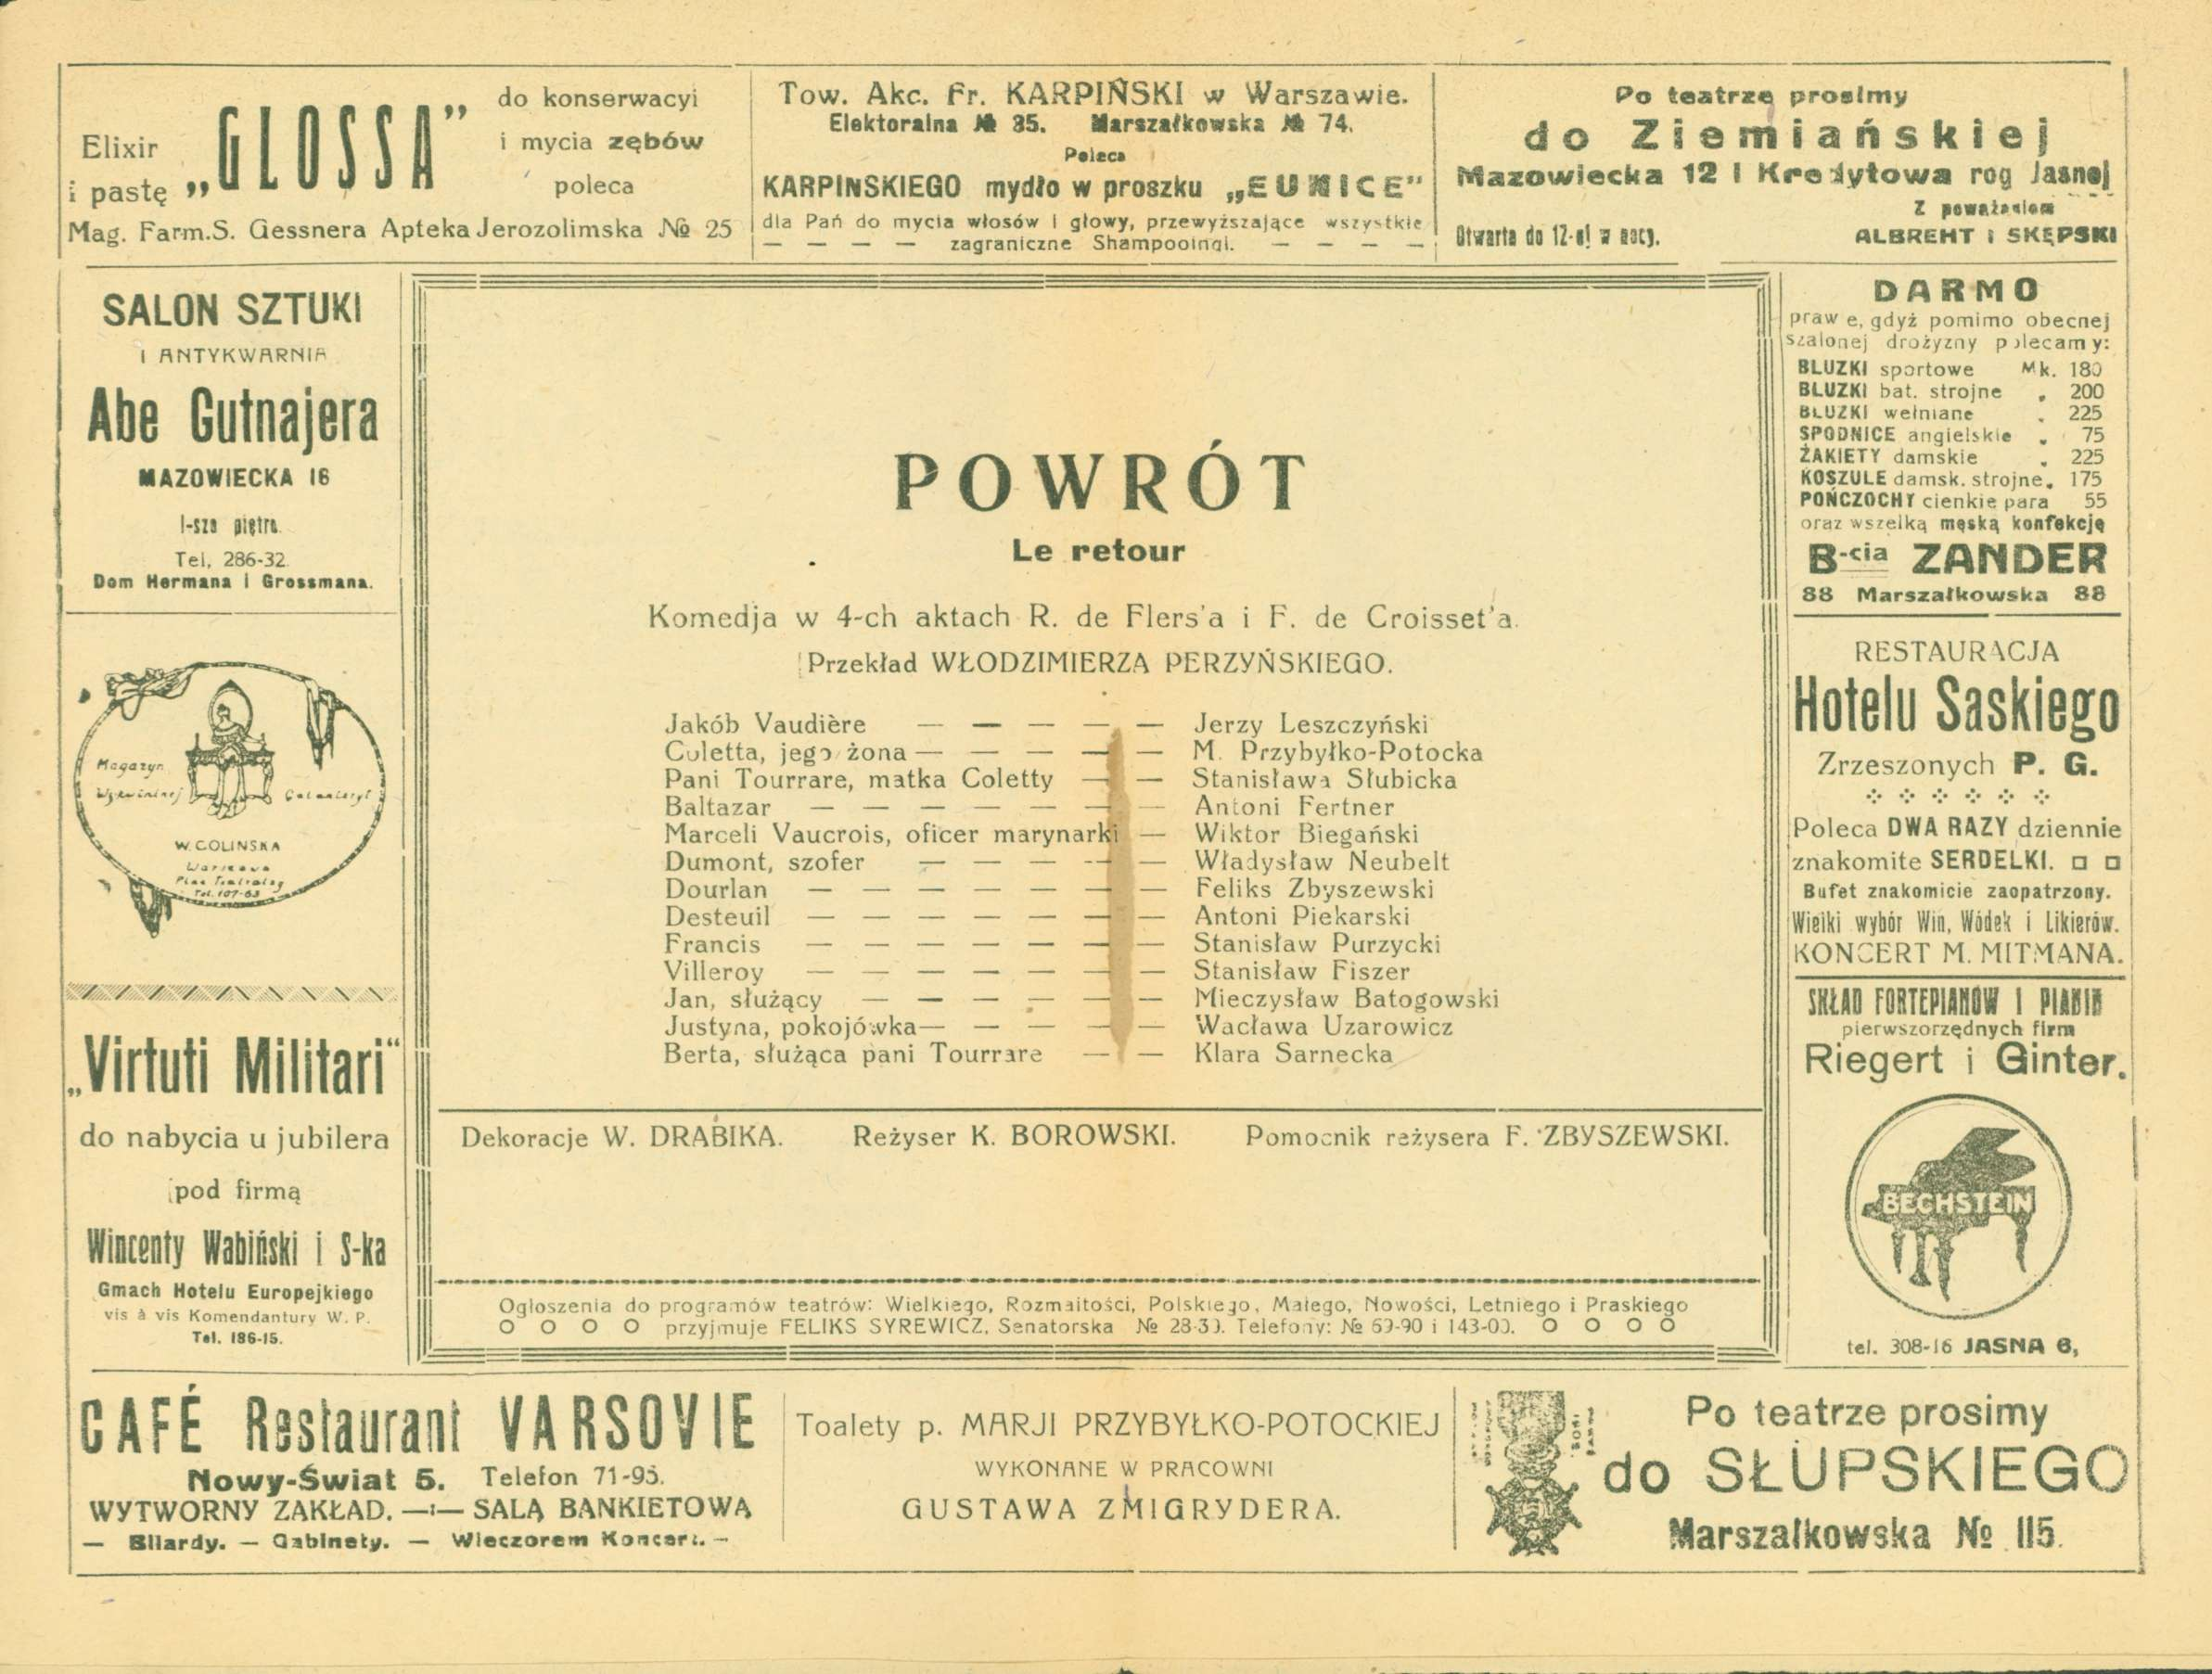 Elixir
i pastę
„GLOSSA”
do konserwacyi
i mycia zębów
poleca
Mag. Farm.S. Gessnera Apteka Jerozolimska № 25
Tow. Akc. Fr. KARPIŃSKI w Warszawie.
Elektoralna № 35. Marszałkowska № 74.
Poleca
KARPINSKIEGO mydło w proszku „EUNICE”
dla Pań do mycia włosów i głowy, przewyższające wszystkie
— — — — zagraniczne Shampooingi. — — — —
Po teatrze prosimy
do Ziemiańskiej
Mazowiecka 12 i Kredytowa rog Jasnej
Z poważaniem
Otwarta do 12-ej w nocy.
ALBREHT i SKĘPSKI
SALON SZTUKI
I ANTYKWARNIA
Abe Gutnajera
MAZOWIECKA 16
I-sze piętro.
Tel, 286-32.
Dom Hermana i Grossmana.
Magazyn
W. COLINSKA
Warszawa
Plac Teatralny
Tel. 107-63
„Virtuti Militari“
do nabycia u jubilera
pod firmą
Wincenty Wabiński i S-ka
Gmach Hotelu Europejkiego
vis à vis Komendantury W. P.
Tel. 186-15.
POWRÓT
Le retour
Komedja w 4-ch aktach R. de Flers'a i F. de Croisset'a.
Przekład WŁODZIMIERZA PERZYŃSKIEGO.
Jakób Vaudière — — — — — Jerzy Leszczyński
Coletta, jego żona — — — — — M. Przybyłko-Potocka
Pani Tourrare, matka Coletty — — Stanisława Słubicka
Baltazar — — — — — — — Antoni Fertner
Marceli Vaucrois, oficer marynarki — Wiktor Biegański
Dumont, szofer — — — — — Władysław Neubelt
Dourlan — — — — — — — Feliks Zbyszewski
Desteuil — — — — — — — Antoni Piekarski
Francis — — — — — — — Stanisław Purzycki
Villeroy — — — — — — — Stanisław Fiszer
Jan, służący — — — — — — Mieczysław Batogowski
Justyna, pokojówka — — — — — Wacława Uzarowicz
Berta, służąca pani Tourrare — — Klara Sarnecka
Dekoracje W. DRABIKA. Reżyser K. BOROWSKI. Pomocnik reżysera F. ZBYSZEWSKI.
Ogłoszenia do programów teatrów: Wielkiego, Rozmaitości, Polskiego, Małego, Nowości, Letniego i Praskiego
przyjmuje FELIKS SYREWICZ, Senatorska № 28-30. Telefony: № 69-90 i 143-00.
DARMO
prawie, gdyż pomimo obecnej
szalonej drożyzny polecamy:
BLUZKI sportowe Mk. 180
BLUZKI bat. strojne „ 200
BLUZKI wełniane „ 225
SPODNICE angielskie „ 75
ŻAKIETY damskie „ 225
KOSZULE damsk. strojne „ 175
POŃCZOCHY cienkie para 55
oraz wszelką męską konfekcję
B-cia ZANDER
88 Marszałkowska 88
RESTAURACJA
Hotelu Saskiego
Zrzeszonych P. G.
Poleca DWA RAZY dziennie
znakomite SERDELKI.
Bufet znakomicie zaopatrzony.
Wielki wybór Win, Wódek i Likierów.
KONCERT M. MITMANA.
SKŁAD FORTEPIANOW I PIANIN
pierwszorzędnych firm
Riegert i Ginter.
BECHSTEIN
tel. 308-16 JASNA 6,
CAFÉ Restaurant VARSOVIE
Nowy-Świat 5. Telefon 71-95.
WYTWORNY ZAKŁAD. —:— SALA BANKIETOWA
— Bilardy. — Gabinety. — Wieczorem Koncert. —
Toalety p. MARJI PRZYBYŁKO-POTOCKIEJ
WYKONANE W PRACOWNI
GUSTAWA ZMIGRYDERA.
Po teatrze prosimy
do SŁUPSKIEGO
Marszałkowska № 115.